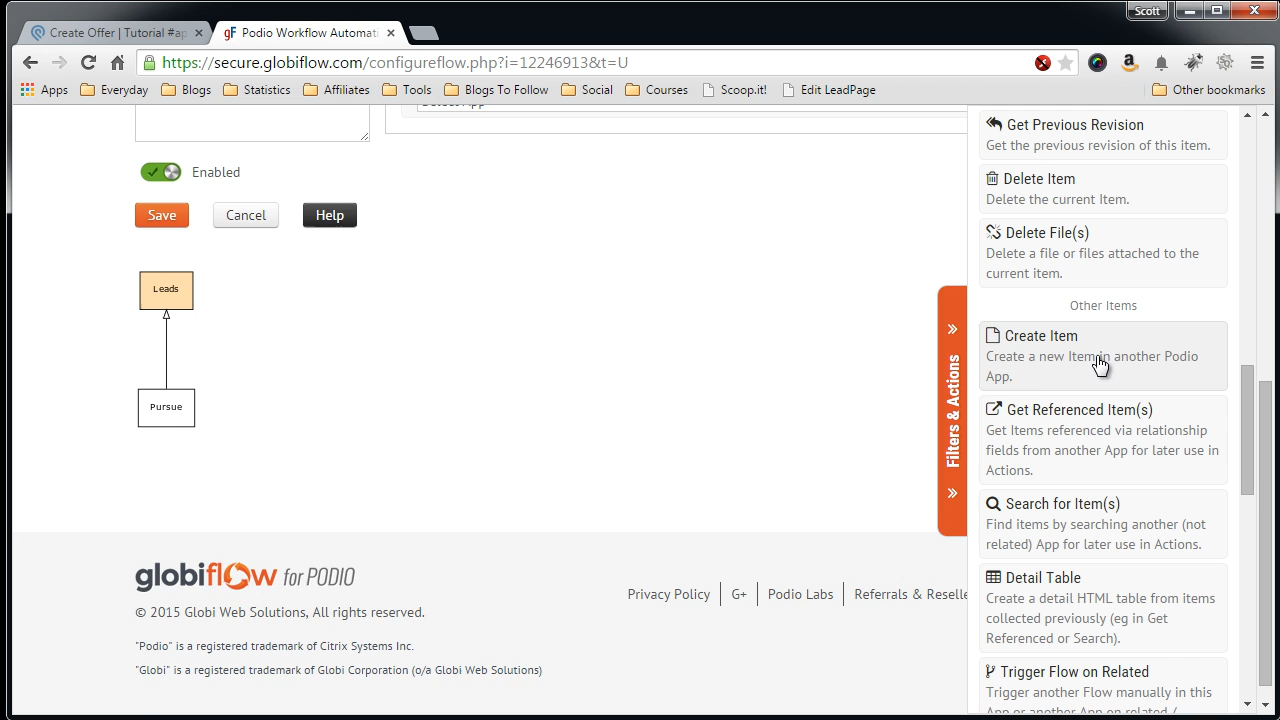 Scott
Create Offer | Tutorial #ap
Podio Workflow Automat
https://secure.globiflow.com/configureflow.php?i=12246913&t=U
Apps
Everyday
Blogs
Statistics
Affiliates
Tools
Blogs To Follow
Social
Courses
Scoop.it!
Edit LeadPage
Other bookmarks
Enabled
Save
Cancel
Help
Leads
Pursue
Filters & Actions
Get Previous Revision
Get the previous revision of this item.
Delete Item
Delete the current Item.
Delete File(s)
Delete a file or files attached to the
current item.
Other Items
Create Item
Create a new Item in another Podio
App.
Get Referenced Item(s)
Get Items referenced via relationship
fields from another App for later use in
Actions.
Search for Item(s)
Find items by searching another (not
related) App for later use in Actions.
Detail Table
Create a detail HTML table from items
collected previously (eg in Get
Referenced or Search).
Trigger Flow on Related
Trigger another Flow manually in this
App or another App on related /
globiflow for PODIO
© 2015 Globi Web Solutions, All rights reserved.
"Podio" is a registered trademark of Citrix Systems Inc.
"Globi" is a registered trademark of Globi Corporation (o/a Globi Web Solutions)
Privacy Policy
G+
Podio Labs
Referrals & Reselle